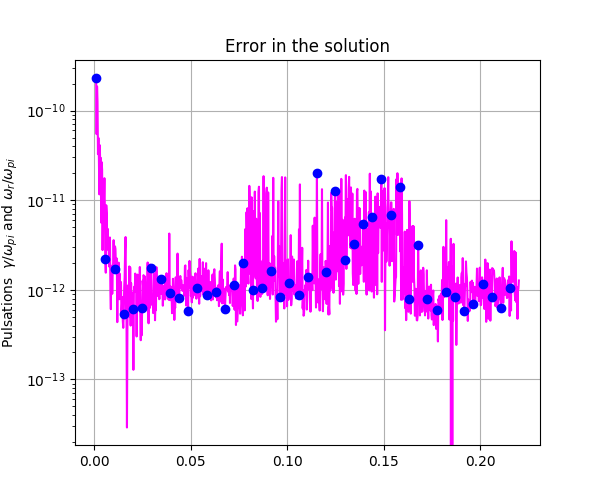 Error in the solution
Pulsations γ/ω_pi and ω_r/ω_pi
10⁻¹⁰
10⁻¹¹
10⁻¹²
10⁻¹³
0.00 0.05 0.10 0.15 0.20